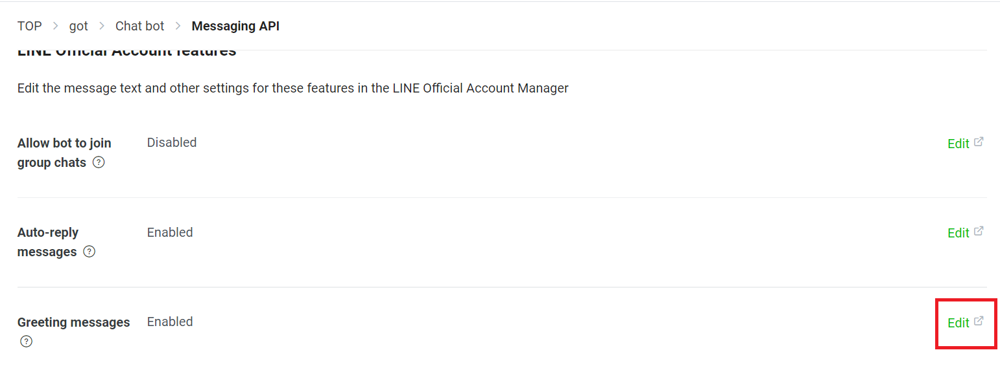 TOP > got > Chat bot > Messaging API
LINE Official Account features
Edit the message text and other settings for these features in the LINE Official Account Manager
Allow bot to join Disabled Edit
group chats ?
Auto-reply Enabled Edit
messages ?
Greeting messages Enabled Edit
?